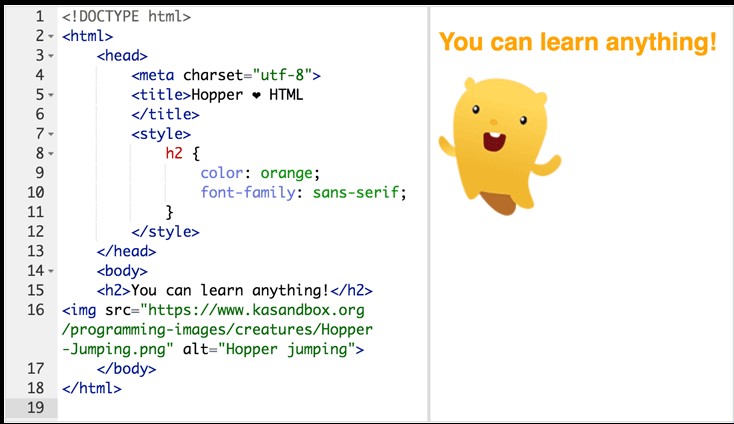 1 <!DOCTYPE html>
2 <html>
3 <head>
4 <meta charset="utf-8">
5 <title>Hopper ❤ HTML
6 </title>
7 <style>
8 h2 {
9 color: orange;
10 font-family: sans-serif;
11 }
12 </style>
13 </head>
14 <body>
15 <h2>You can learn anything!</h2>
16 <img src="https://www.kasandbox.org
/programming-images/creatures/Hopper
-Jumping.png" alt="Hopper jumping">
17 </body>
18 </html>
19
You can learn anything!